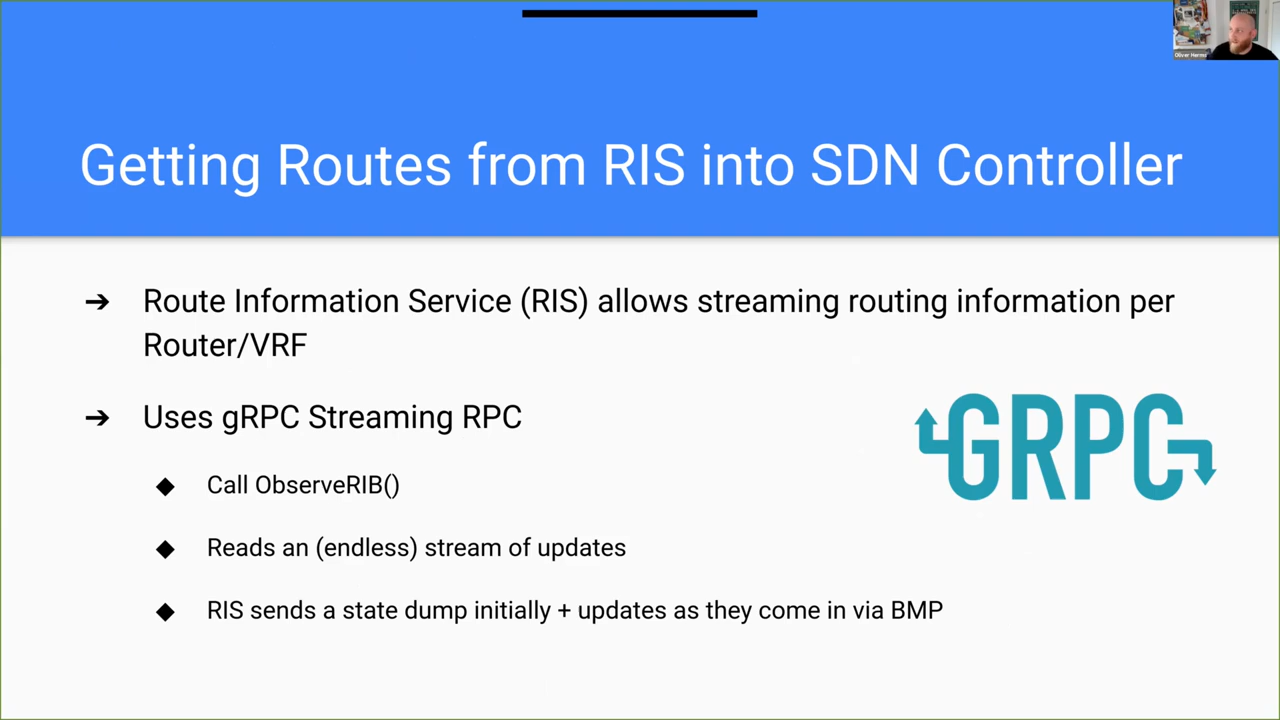 Oliver Herms
Getting Routes from RIS into SDN Controller
➔ Route Information Service (RIS) allows streaming routing information per
Router/VRF
➔ Uses gRPC Streaming RPC
GRPC
◆ Call ObserveRIB()
◆ Reads an (endless) stream of updates
◆ RIS sends a state dump initially + updates as they come in via BMP